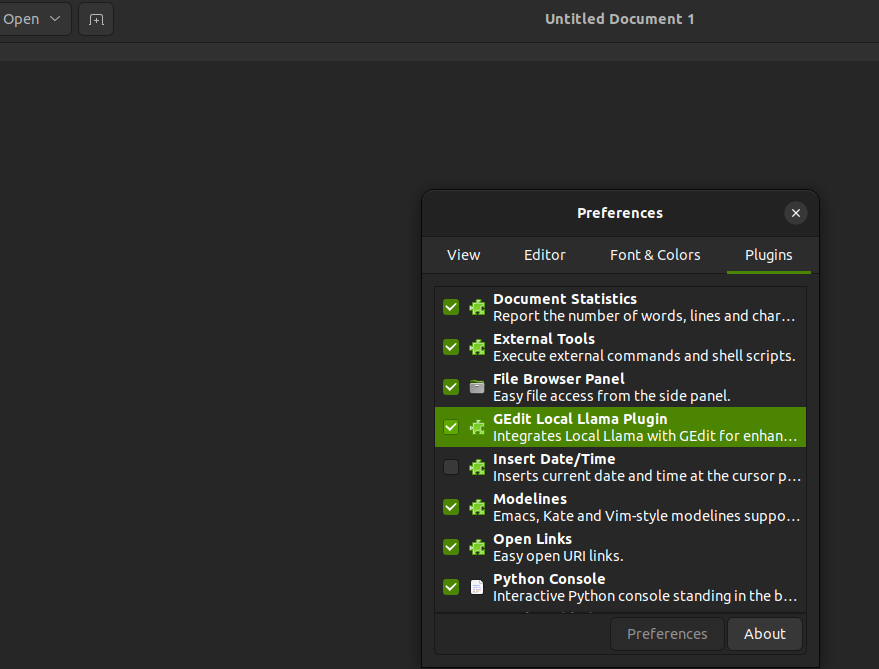 Open
Untitled Document 1
Preferences
View Editor Font & Colors Plugins
Document Statistics
Report the number of words, lines and char…
External Tools
Execute external commands and shell scripts.
File Browser Panel
Easy file access from the side panel.
GEdit Local Llama Plugin
Integrates Local Llama with GEdit for enhan…
Insert Date/Time
Inserts current date and time at the cursor p…
Modelines
Emacs, Kate and Vim-style modelines suppo…
Open Links
Easy open URI links.
Python Console
Interactive Python console standing in the b…
Preferences About